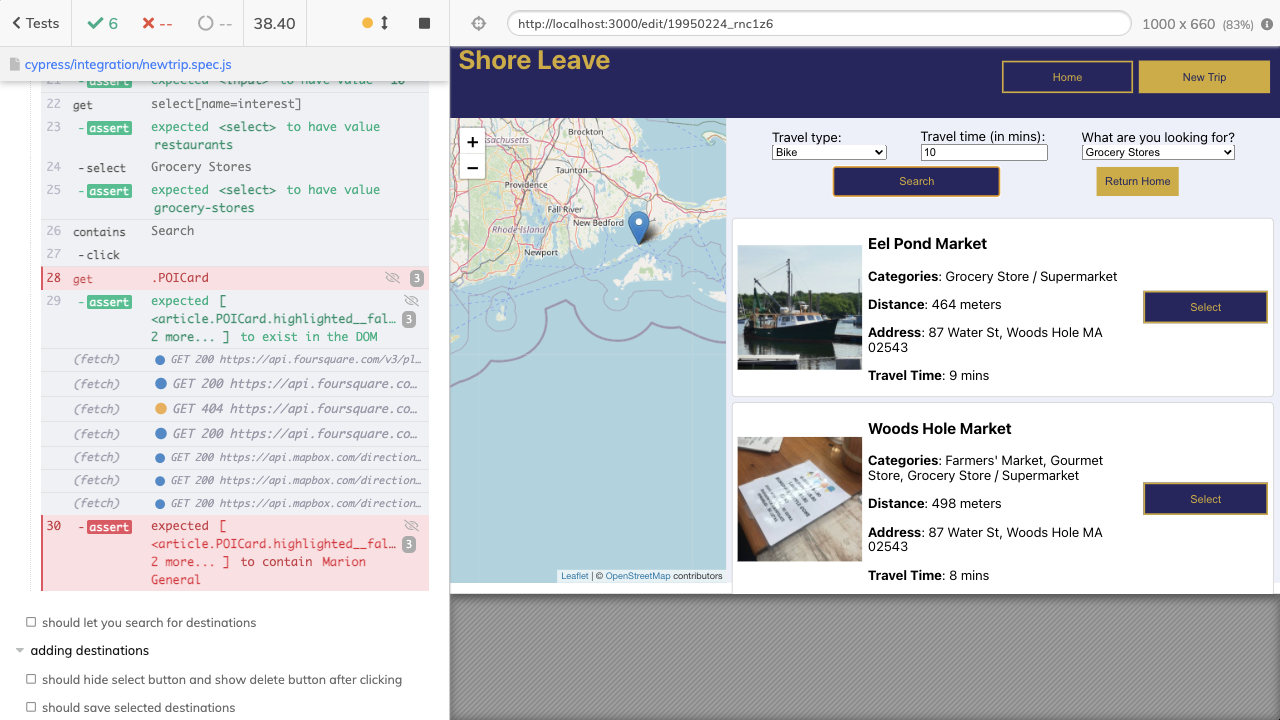 Tests
6
--
--
38.40
http://localhost:3000/edit/19950224_rnc1z6
1000 x 660 (83%)
cypress/integration/newtrip.spec.js
22 get select[name=interest]
23 -assert expected <select> to have value
restaurants
24 -select Grocery Stores
25 -assert expected <select> to have value
grocery-stores
26 contains Search
27 -click
28 get .POICard 3
29 -assert expected [
<article.POICard.highlighted__fal… 3
2 more... ] to exist in the DOM
(fetch) GET 200 https://api.foursquare.com/v3/pl…
(fetch) GET 200 https://api.foursquare.co…
(fetch) GET 404 https://api.foursquare.co…
(fetch) GET 200 https://api.foursquare.co…
(fetch) GET 200 https://api.mapbox.com/direction…
(fetch) GET 200 https://api.mapbox.com/direction…
(fetch) GET 200 https://api.mapbox.com/direction…
30 -assert expected [
<article.POICard.highlighted__fal… 3
2 more... ] to contain Marion
General
should let you search for destinations
adding destinations
should hide select button and show delete button after clicking
should save selected destinations
Shore Leave
Home
New Trip
+
−
Brockton
Taunton
Providence
Fall River
New Bedford
Rhode Island
Newport
Leaflet | © OpenStreetMap contributors
Travel type:
Bike
Travel time (in mins):
10
What are you looking for?
Grocery Stores
Search
Return Home
Eel Pond Market
Categories: Grocery Store / Supermarket
Distance: 464 meters
Address: 87 Water St, Woods Hole MA
02543
Travel Time: 9 mins
Select
Woods Hole Market
Categories: Farmers' Market, Gourmet
Store, Grocery Store / Supermarket
Distance: 498 meters
Address: 87 Water St, Woods Hole MA
02543
Travel Time: 8 mins
Select